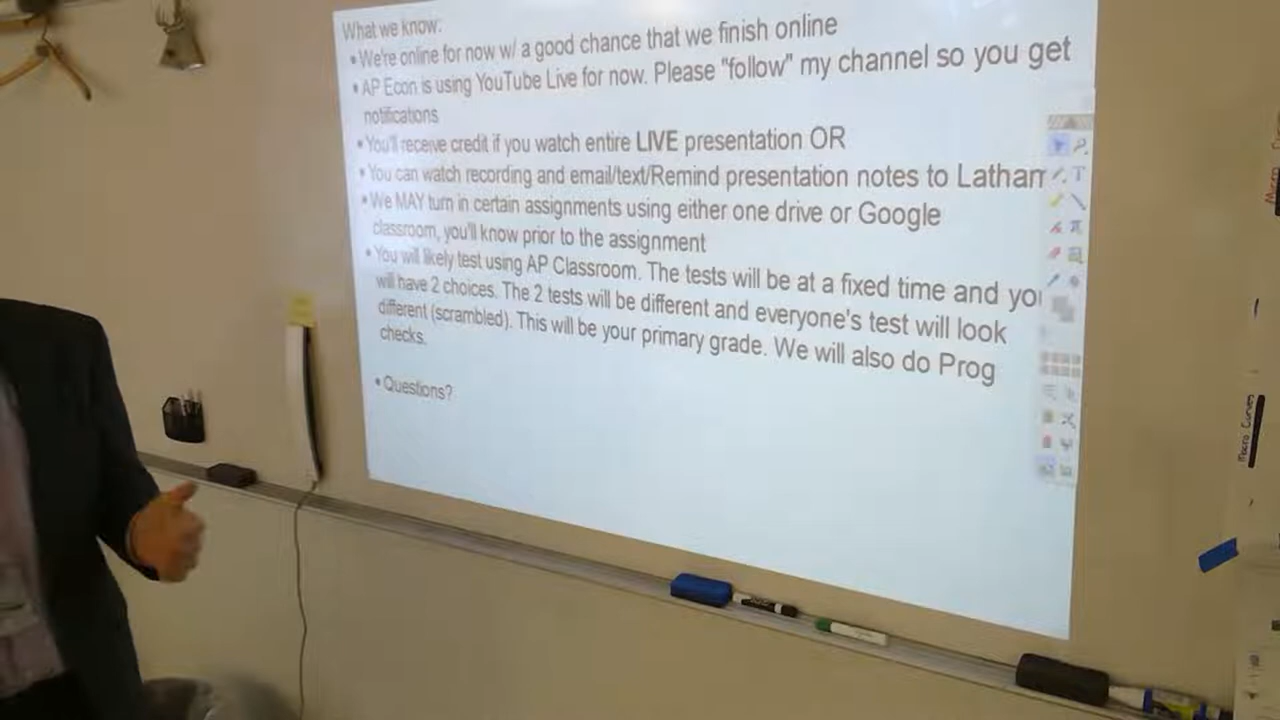 What we know:
• We're online for now w/ a good chance that we finish online
• AP Econ is using YouTube Live for now. Please "follow" my channel so you get
notifications
• You'll receive credit if you watch entire LIVE presentation OR
• You can watch recording and email/text/Remind presentation notes to Latham
• We MAY turn in certain assignments using either one drive or Google
classroom, you'll know prior to the assignment
• You will likely test using AP Classroom. The tests will be at a fixed time and you
will have 2 choices. The 2 tests will be different and everyone's test will look
different (scrambled). This will be your primary grade. We will also do Prog
checks.
• Questions?
Macro Curves